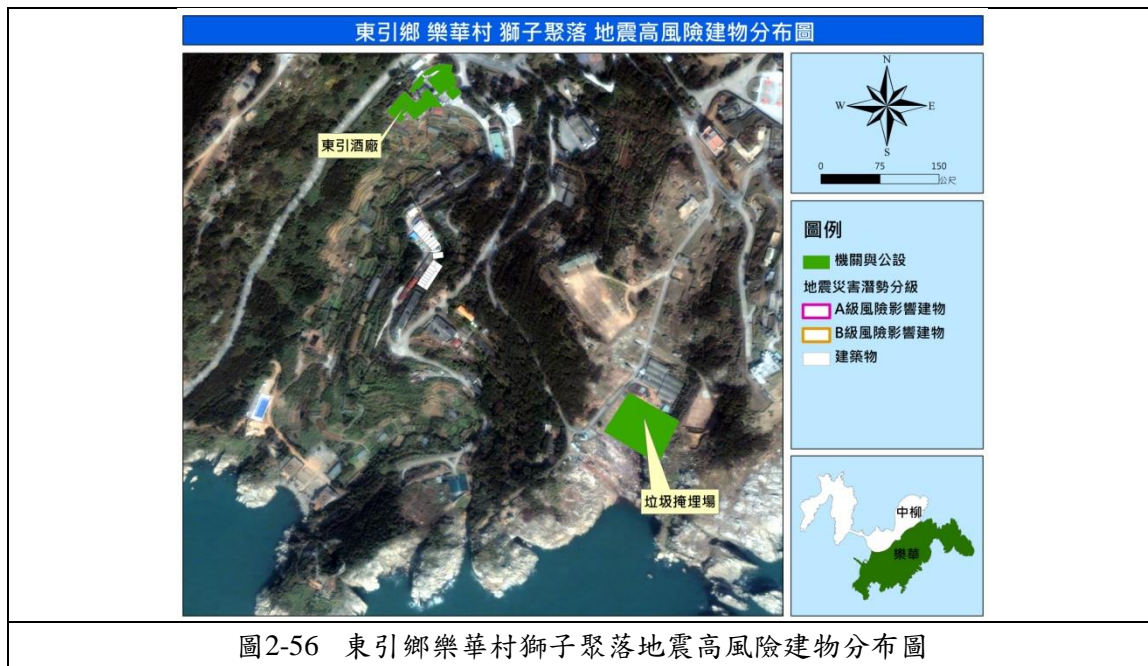 東引鄉 樂華村 獅子聚落 地震高風險建物分布圖
東引酒廠
垃圾掩埋場
N
W
E
S
0 75 150
公尺
圖例
機關與公設
地震災害潛勢分級
A級風險影響建物
B級風險影響建物
建築物
中柳
樂華
圖2-56 東引鄉樂華村獅子聚落地震高風險建物分布圖